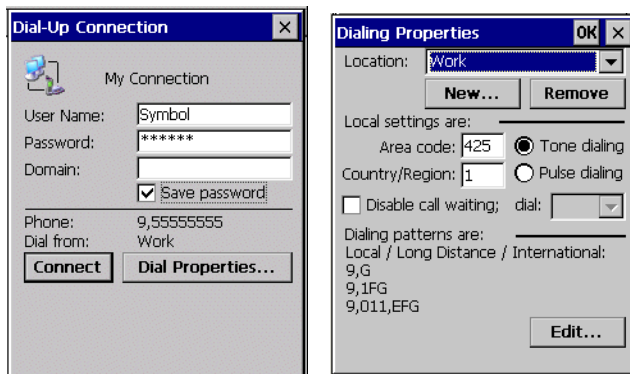 Dial-Up Connection
My Connection
User Name: Symbol
Password: ******
Domain:
Save password
Phone: 9,55555555
Dial from: Work
Connect Dial Properties...
Dialing Properties OK
Location: Work
New... Remove
Local settings are:
Area code: 425 Tone dialing
Country/Region: 1 Pulse dialing
Disable call waiting; dial:
Dialing patterns are:
Local / Long Distance / International:
9,G
9,1FG
9,011,EFG
Edit...